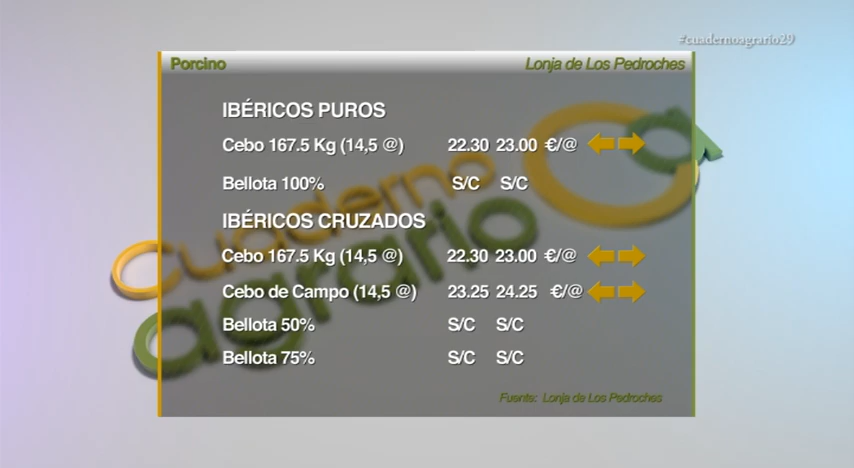 #cuadernoagrario29
Porcino Lonja de Los Pedroches
IBÉRICOS PUROS
Cebo 167.5 Kg (14,5 @) 22.30 23.00 €/@
Bellota 100% S/C S/C
IBÉRICOS CRUZADOS
Cebo 167.5 Kg (14,5 @) 22.30 23.00 €/@
Cebo de Campo (14,5 @) 23.25 24.25 €/@
Bellota 50% S/C S/C
Bellota 75% S/C S/C
Fuente: Lonja de Los Pedroches
Cuaderno
agrario
Ca